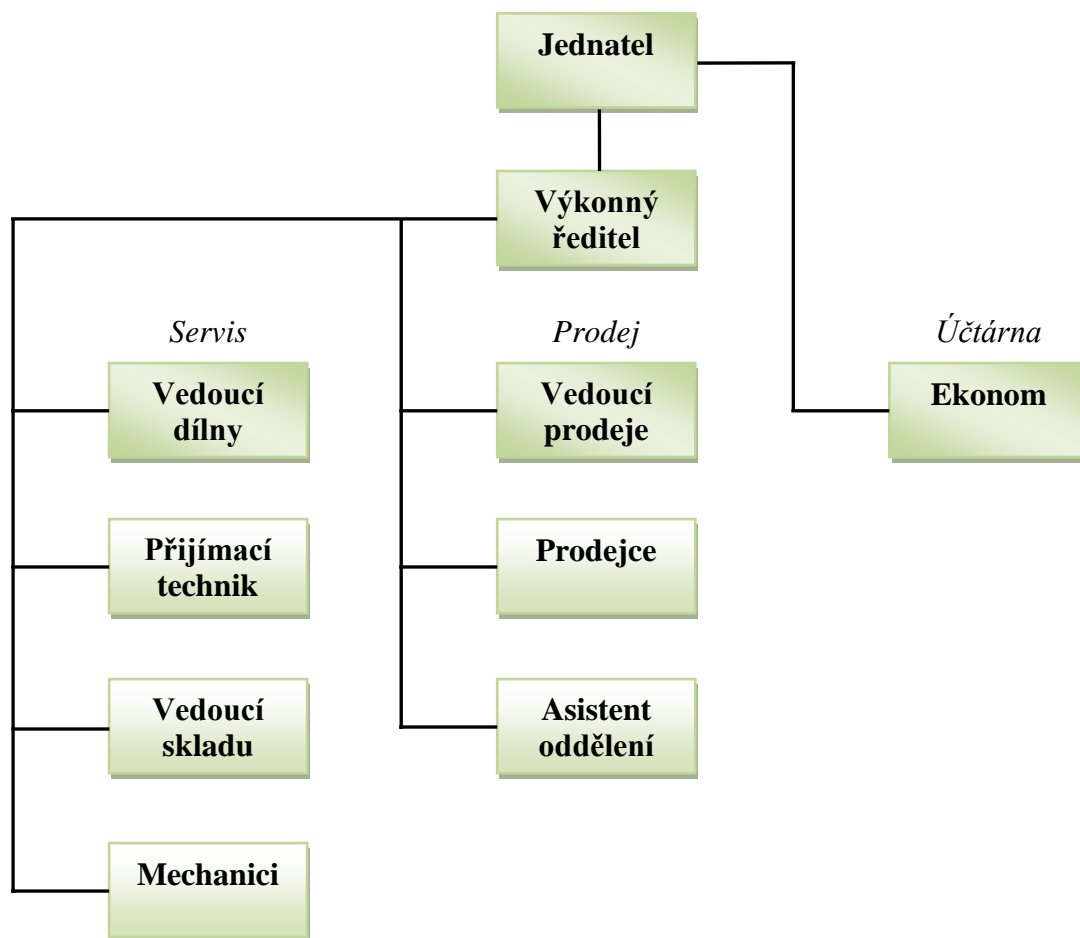 Jednatel
Výkonný
ředitel
Servis
Prodej
Účtárna
Vedoucí
dílny
Vedoucí
prodeje
Ekonom
Přijímací
technik
Prodejce
Vedoucí
skladu
Asistent
oddělení
Mechanici